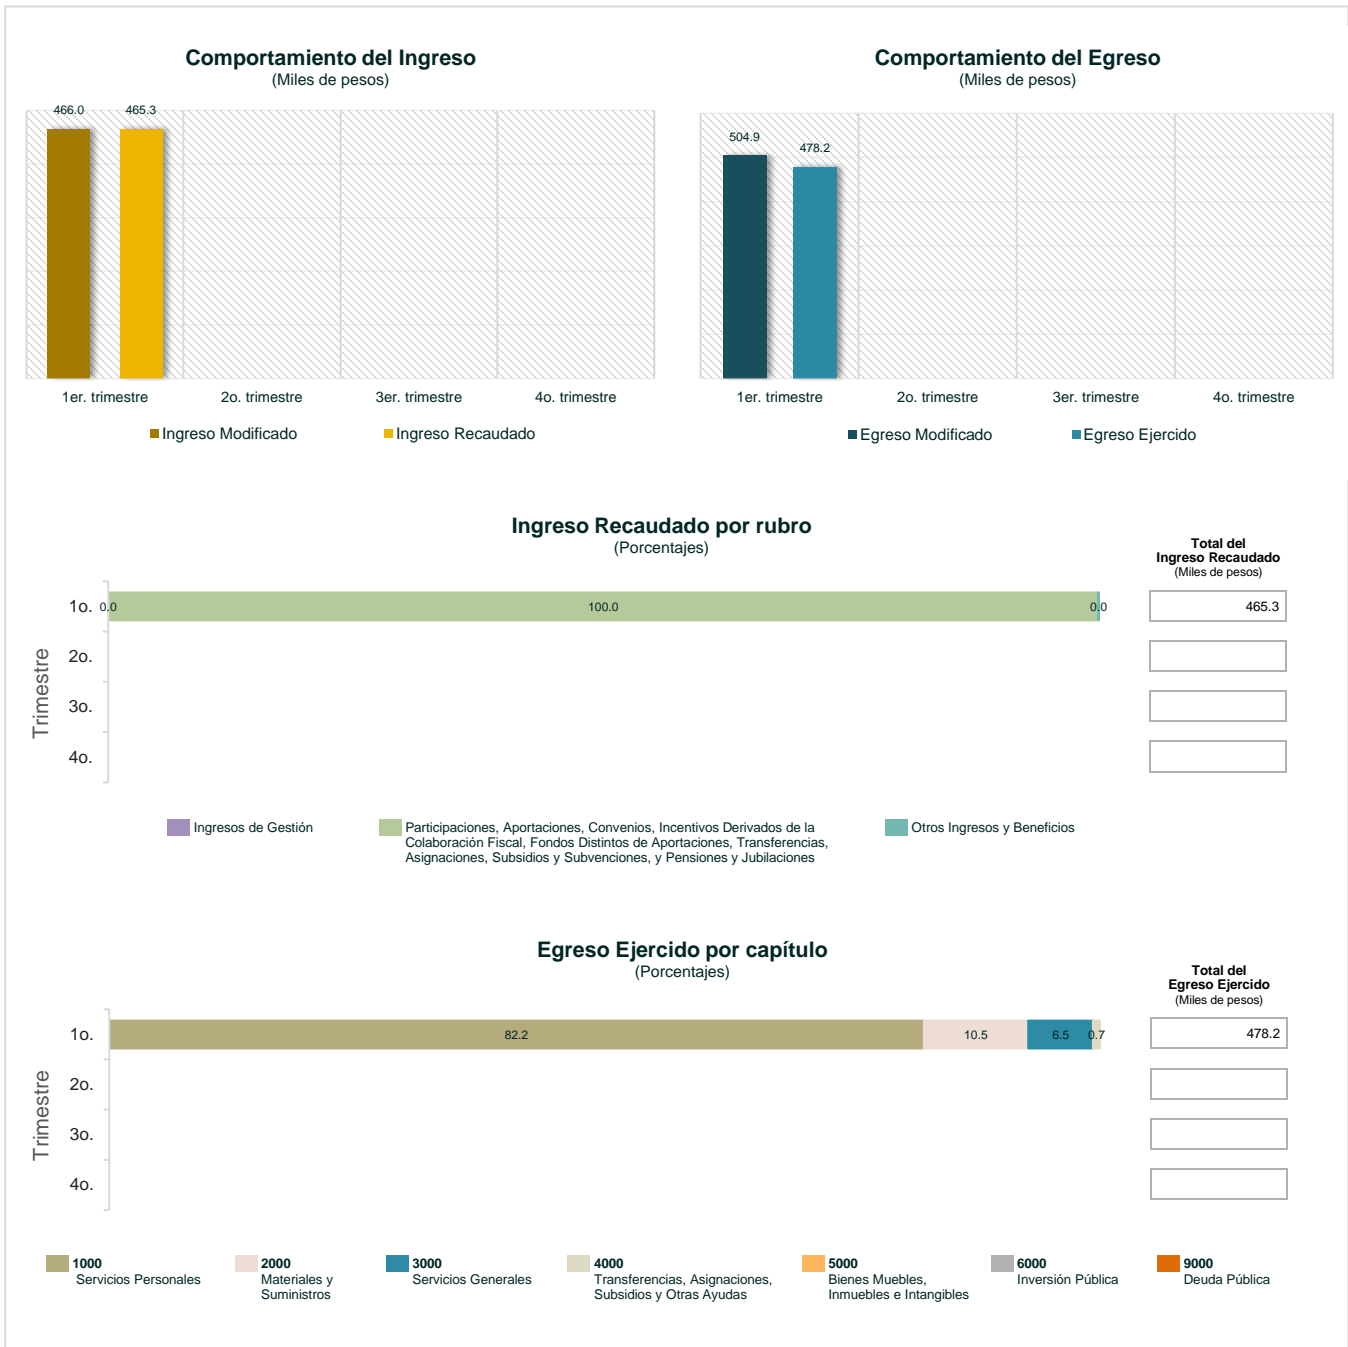 Comportamiento del Ingreso
(Miles de pesos)
466.0
465.3
1er. trimestre
2o. trimestre
3er. trimestre
4o. trimestre
Ingreso Modificado
Ingreso Recaudado
Comportamiento del Egreso
(Miles de pesos)
504.9
478.2
1er. trimestre
2o. trimestre
3er. trimestre
4o. trimestre
Egreso Modificado
Egreso Ejercido
Ingreso Recaudado por rubro
(Porcentajes)
Total del
Ingreso Recaudado
(Miles de pesos)
Trimestre
1o.
0.0
100.0
0.0
465.3
2o.
3o.
4o.
Ingresos de Gestión
Participaciones, Aportaciones, Convenios, Incentivos Derivados de la
Colaboración Fiscal, Fondos Distintos de Aportaciones, Transferencias,
Asignaciones, Subsidios y Subvenciones, y Pensiones y Jubilaciones
Otros Ingresos y Beneficios
Egreso Ejercido por capítulo
(Porcentajes)
Total del
Egreso Ejercido
(Miles de pesos)
Trimestre
1o.
82.2
10.5
6.5
0.7
478.2
2o.
3o.
4o.
1000
Servicios Personales
2000
Materiales y
Suministros
3000
Servicios Generales
4000
Transferencias, Asignaciones,
Subsidios y Otras Ayudas
5000
Bienes Muebles,
Inmuebles e Intangibles
6000
Inversión Pública
9000
Deuda Pública